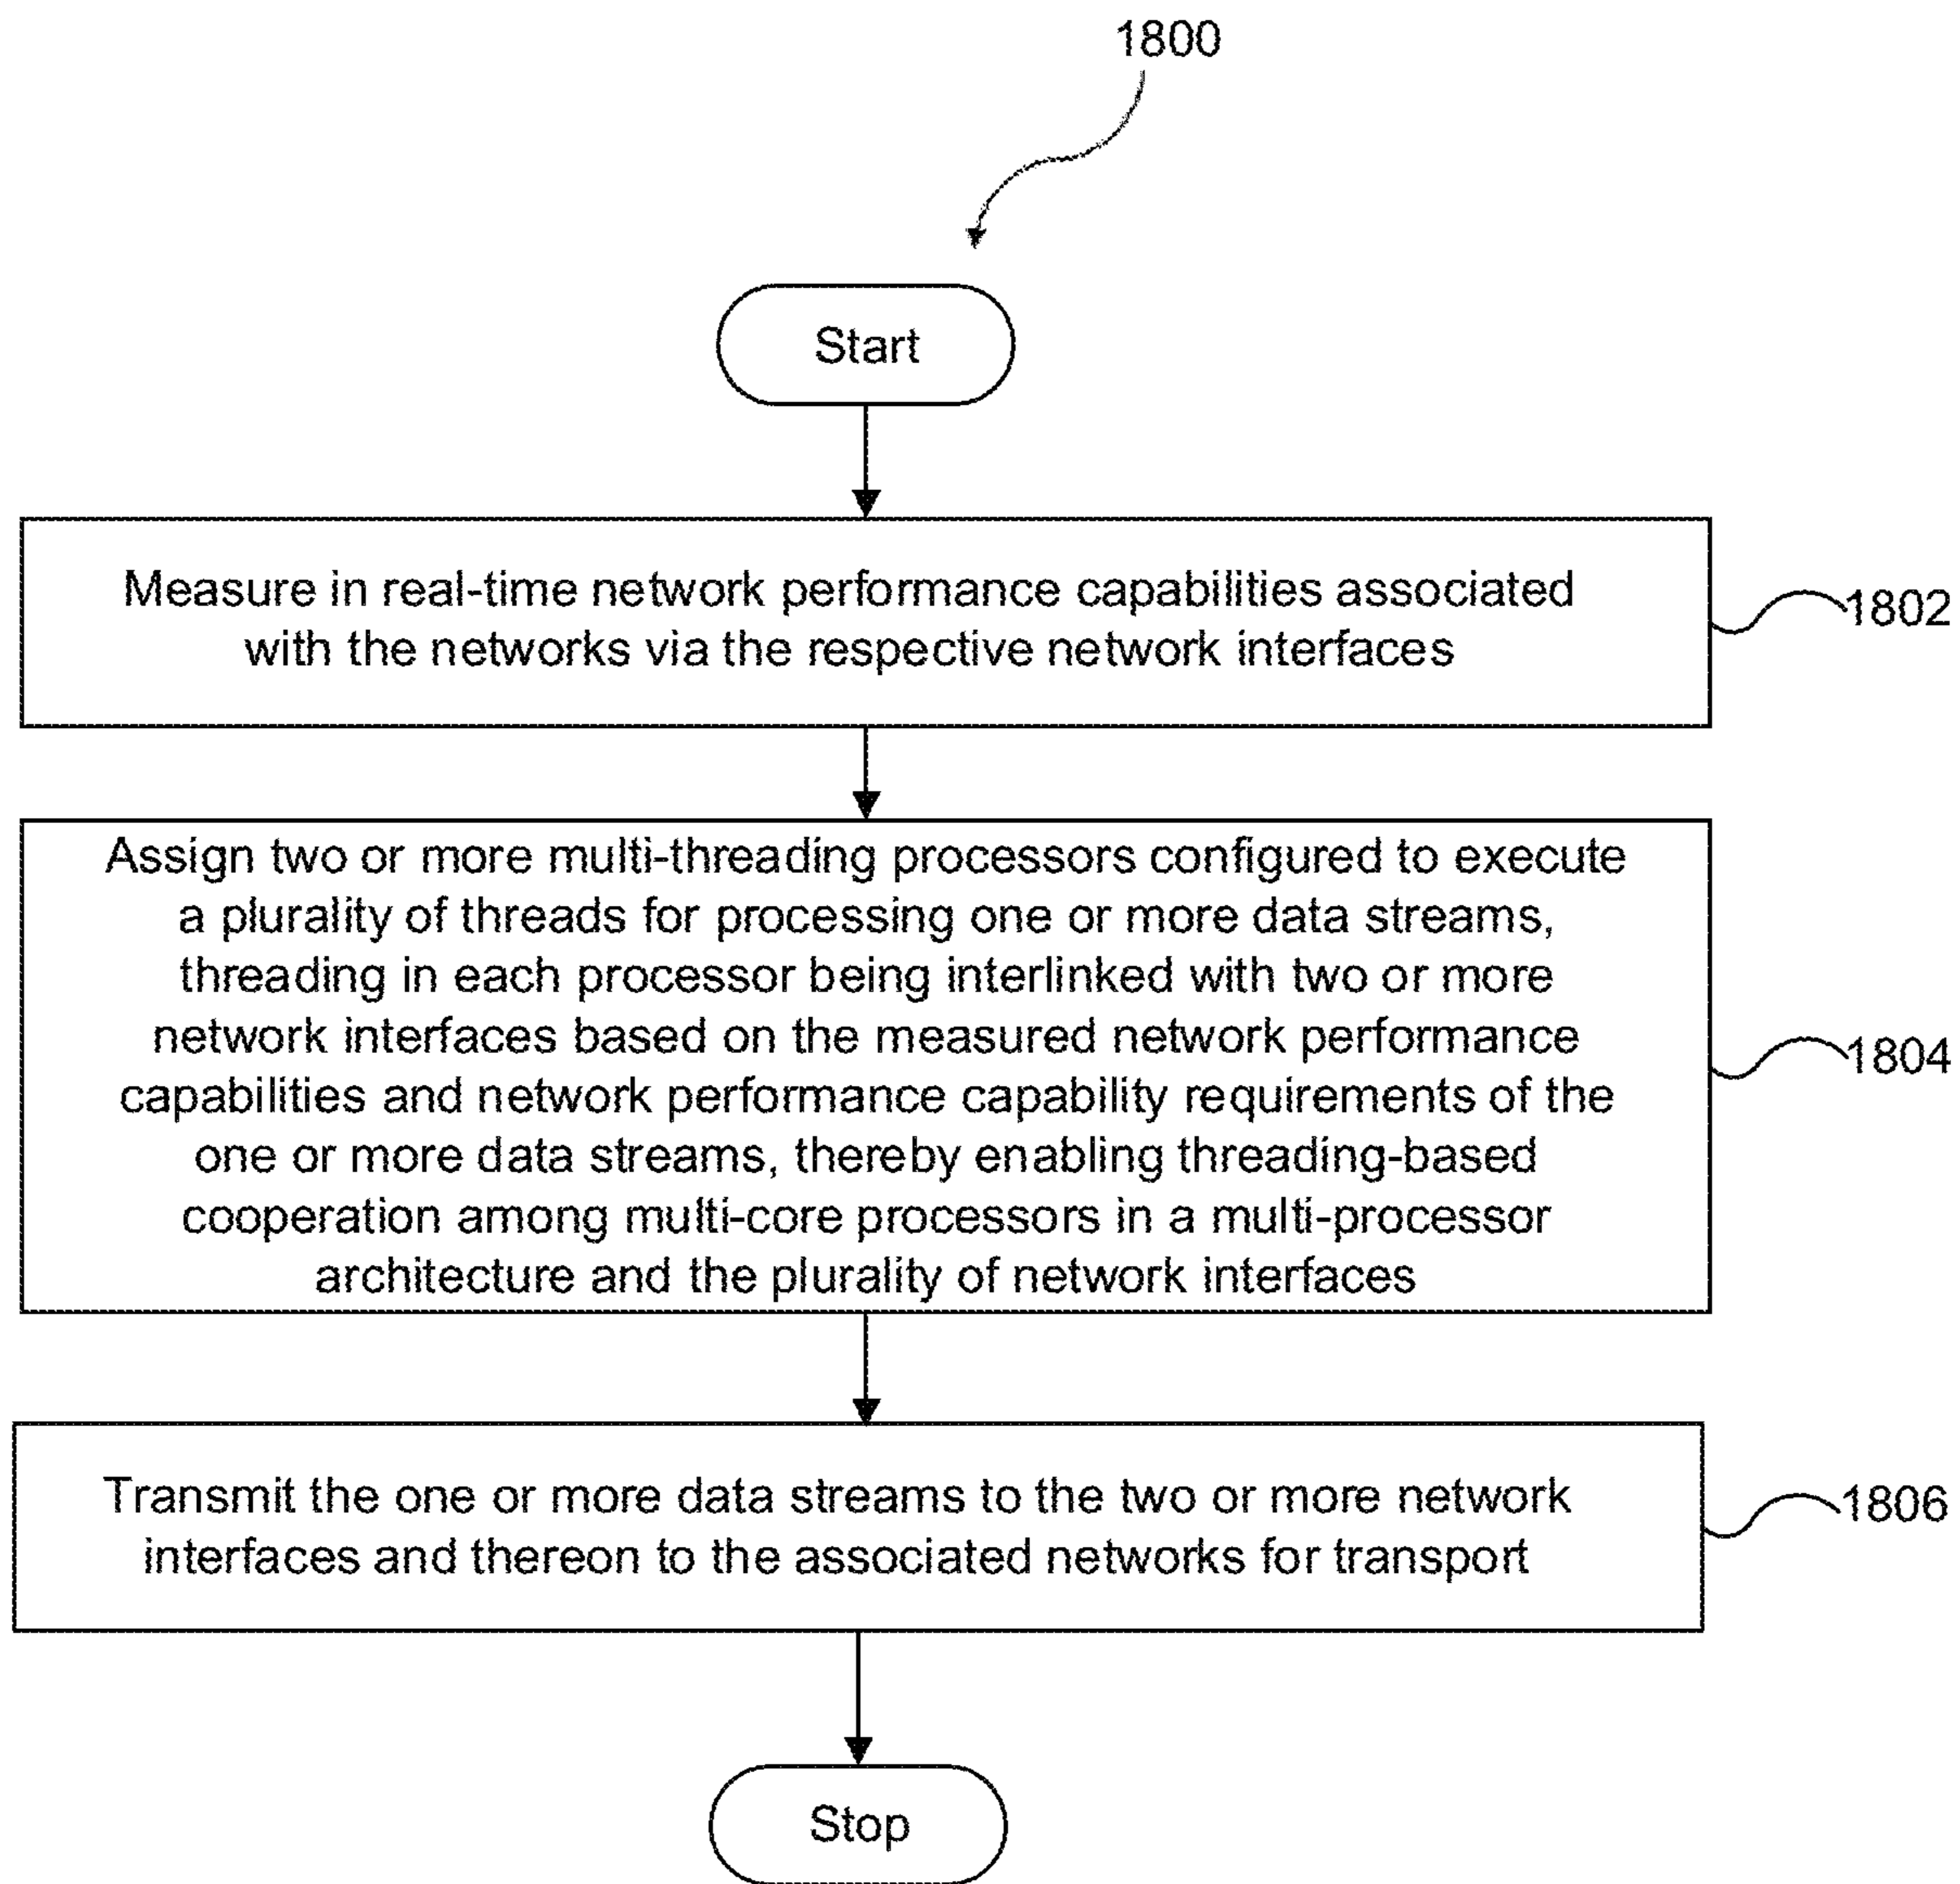 1800
Start
Measure in real-time network performance capabilities associated
with the networks via the respective network interfaces
1802
Assign two or more multi-threading processors configured to execute
a plurality of threads for processing one or more data streams,
threading in each processor being interlinked with two or more
network interfaces based on the measured network performance
capabilities and network performance capability requirements of the
one or more data streams, thereby enabling threading-based
cooperation among multi-core processors in a multi-processor
architecture and the plurality of network interfaces
1804
Transmit the one or more data streams to the two or more network
interfaces and thereon to the associated networks for transport
1806
Stop